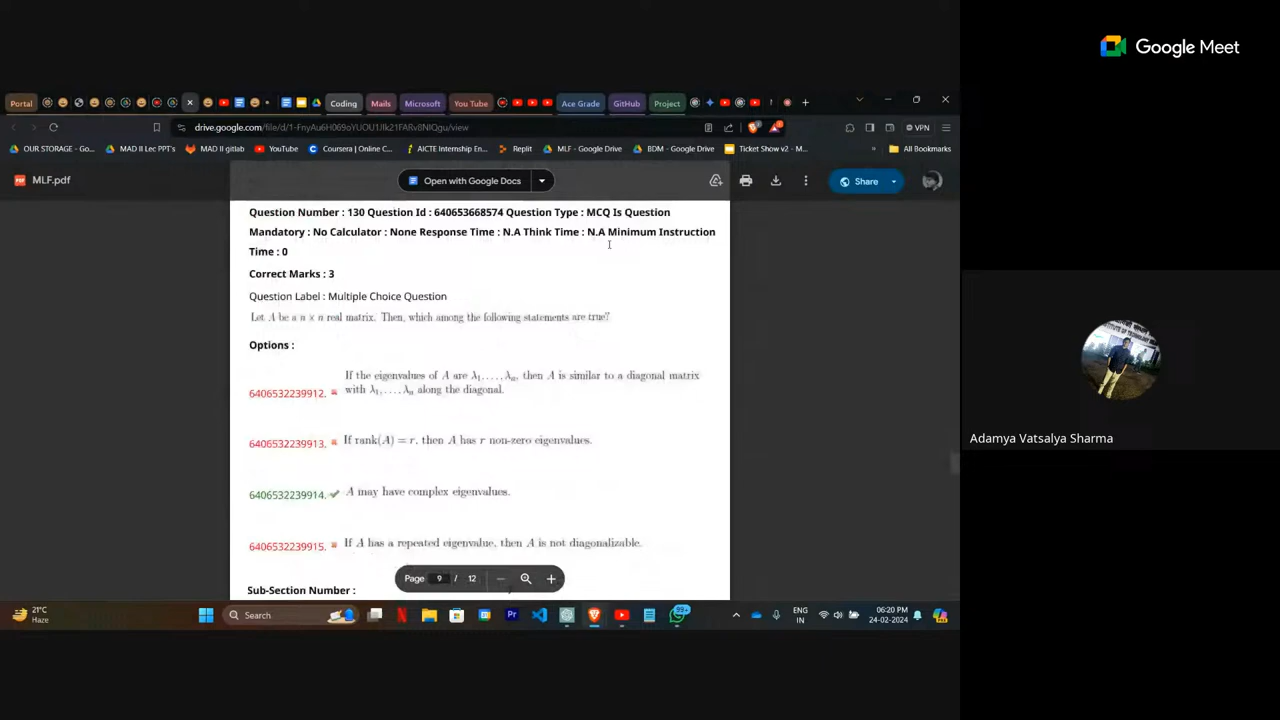 Google Meet
Portal
Coding
Mails
Microsoft
You Tube
Ace Grade
GitHub
Project
drive.google.com/file/d/1-FnyAu6H069oYUOU1Jlk21FARv8NIQgu/view
VPN
OUR STORAGE - Go...
MAD II Lec PPT's
MAD II gitlab
YouTube
Coursera | Online C...
AICTE Internship En...
Replit
MLF - Google Drive
BDM - Google Drive
Ticket Show v2 - M...
All Bookmarks
MLF.pdf
Open with Google Docs
Share
Question Number : 130 Question Id : 640653668574 Question Type : MCQ Is Question
Mandatory : No Calculator : None Response Time : N.A Think Time : N.A Minimum Instruction
Time : 0
Correct Marks : 3
Question Label : Multiple Choice Question
Let A be a n × n real matrix. Then, which among the following statements are true?
Options :
If the eigenvalues of A are λ₁, . . . , λₙ, then A is similar to a diagonal matrix
6406532239912. with λ₁, . . . , λₙ along the diagonal.
6406532239913. If rank(A) = r, then A has r non-zero eigenvalues.
6406532239914. A may have complex eigenvalues.
6406532239915. If A has a repeated eigenvalue, then A is not diagonalizable.
Page 9 / 12
Sub-Section Number :
Adamya Vatsalya Sharma
21°C
Haze
Search
99+
ENG
IN
06:20 PM
24-02-2024